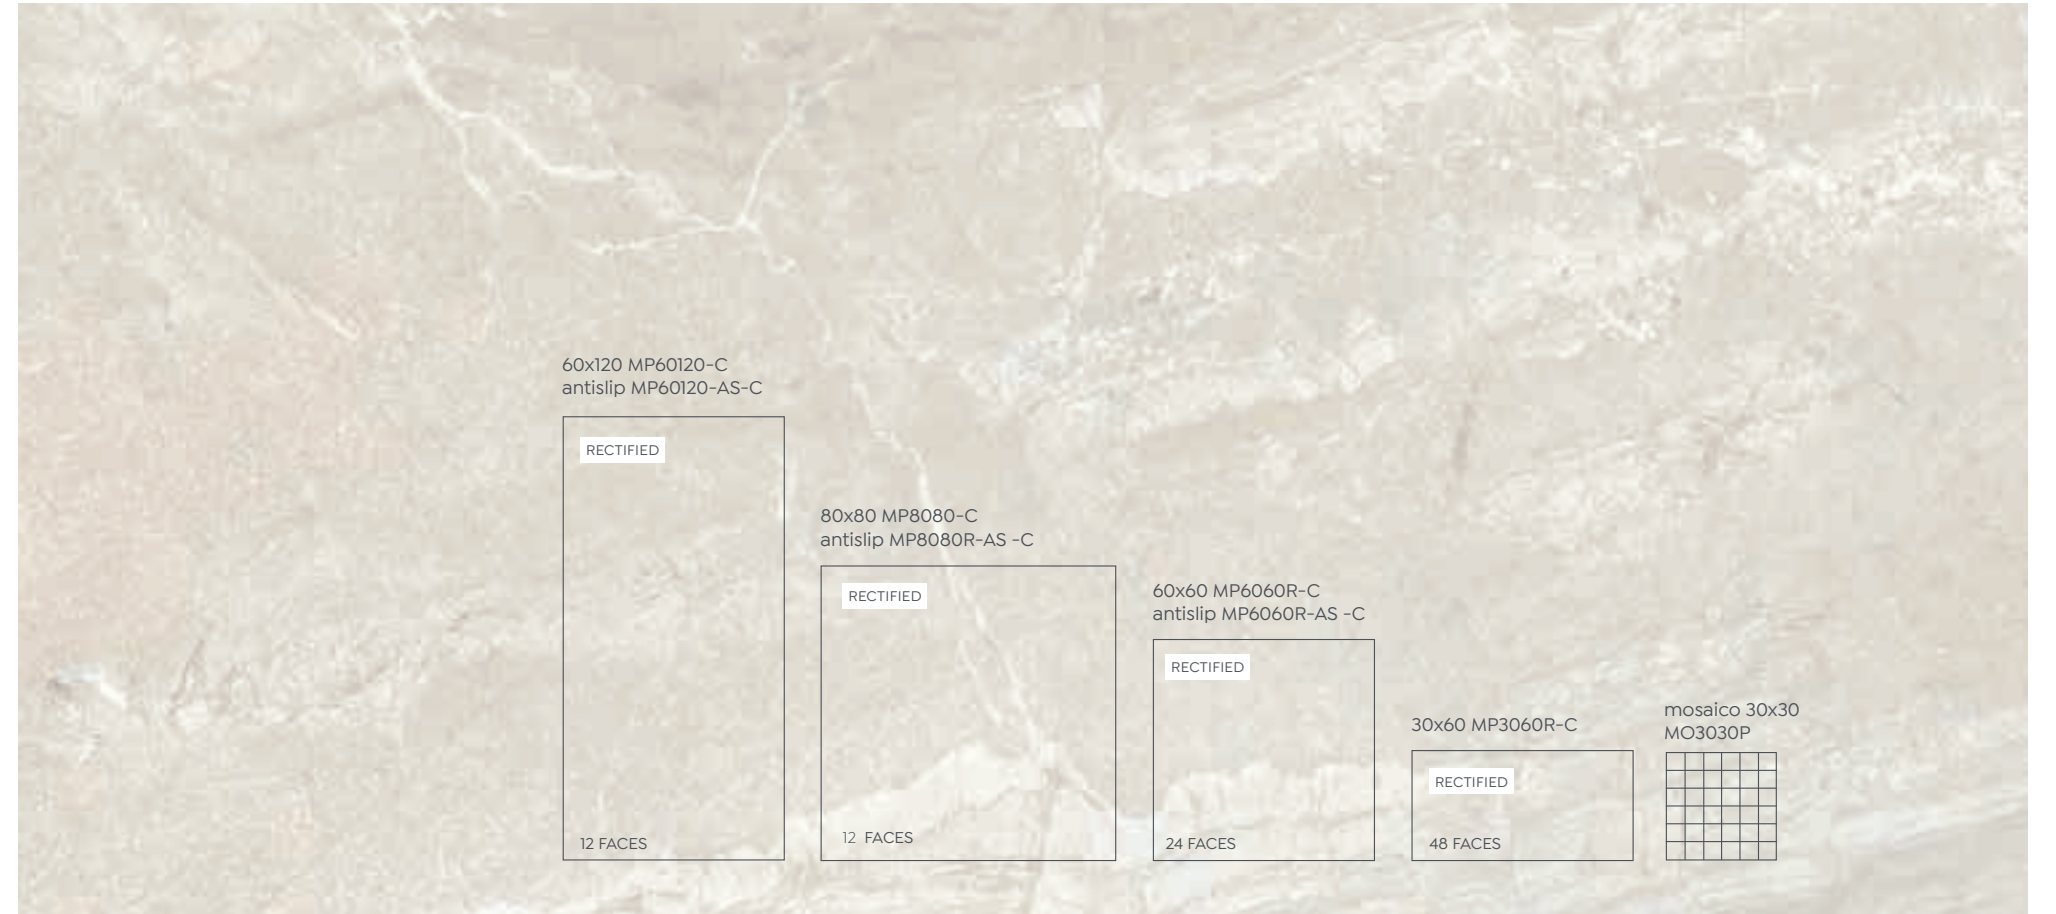 60x120 MP60120-C
antislip MP60120-AS-C
RECTIFIED
12 FACES
80x80 MP8080-C
antislip MP8080R-AS -C
RECTIFIED
12 FACES
60x60 MP6060R-C
antislip MP6060R-AS -C
RECTIFIED
24 FACES
30x60 MP3060R-C
RECTIFIED
48 FACES
mosaico 30x30
MO3030P